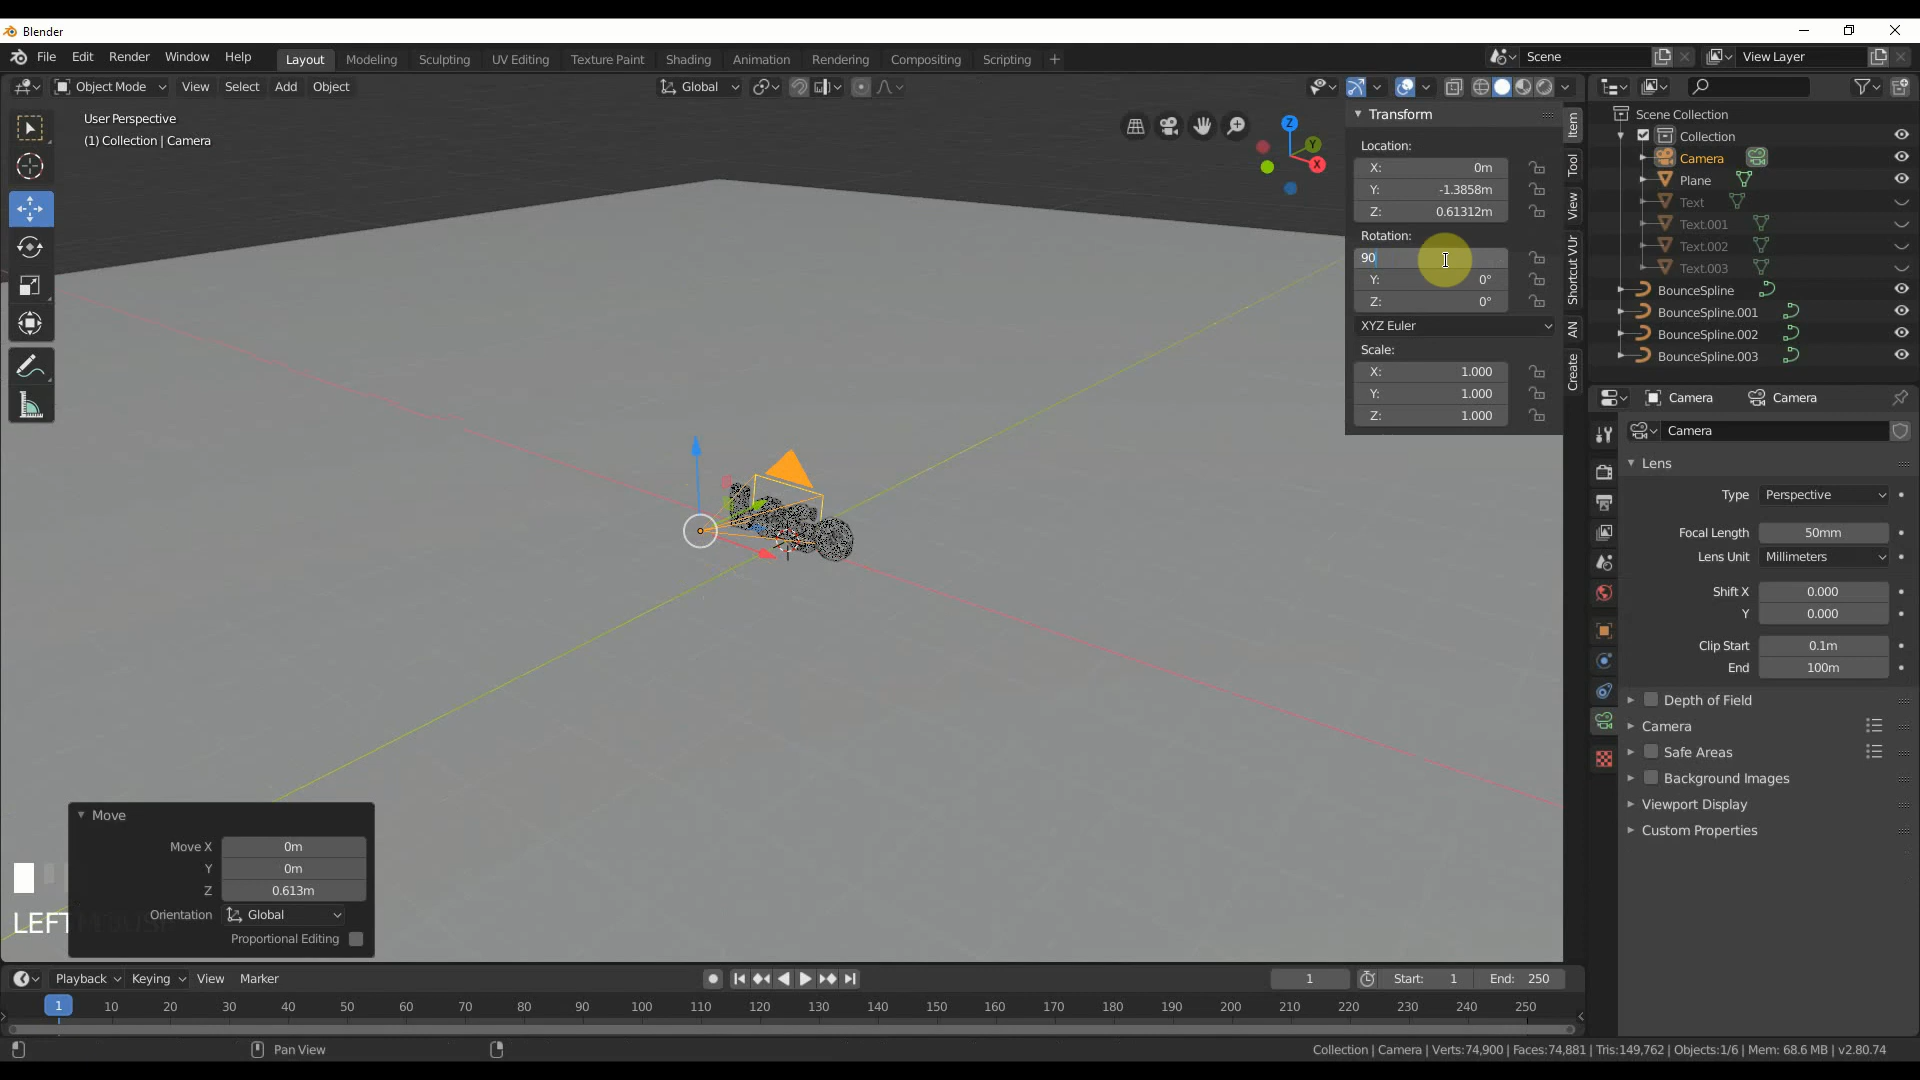 Blender
File Edit Render Window Help Layout Modeling Sculpting UV Editing Texture Paint Shading Animation Rendering Compositing Scripting + Scene View Layer
Object Mode View Select Add Object Global
User Perspective
(1) Collection | Camera
Z
Y
X
Transform
Location:
X: 0m
Y: -1.3858m
Z: 0.61312m
Rotation:
90
Y: 0°
Z: 0°
XYZ Euler
Scale:
X: 1.000
Y: 1.000
Z: 1.000
Item
Tool
View
Shortcut VUr
AN
Create
Scene Collection
Collection
Camera
Plane
Text
Text.001
Text.002
Text.003
BounceSpline
BounceSpline.001
BounceSpline.002
BounceSpline.003
Camera Camera
Camera
Lens
Type Perspective
Focal Length 50mm
Lens Unit Millimeters
Shift X 0.000
Y 0.000
Clip Start 0.1m
End 100m
Depth of Field
Camera
Safe Areas
Background Images
Viewport Display
Custom Properties
Move
Move X 0m
Y 0m
Z 0.613m
Orientation Global
Proportional Editing
LEFT
Playback Keying View Marker 1 Start: 1 End: 250
1 10 20 30 40 50 60 70 80 90 100 110 120 130 140 150 160 170 180 190 200 210 220 230 240 250
Pan View Collection | Camera | Verts:74,900 | Faces:74,881 | Tris:149,762 | Objects:1/6 | Mem: 68.6 MB | v2.80.74